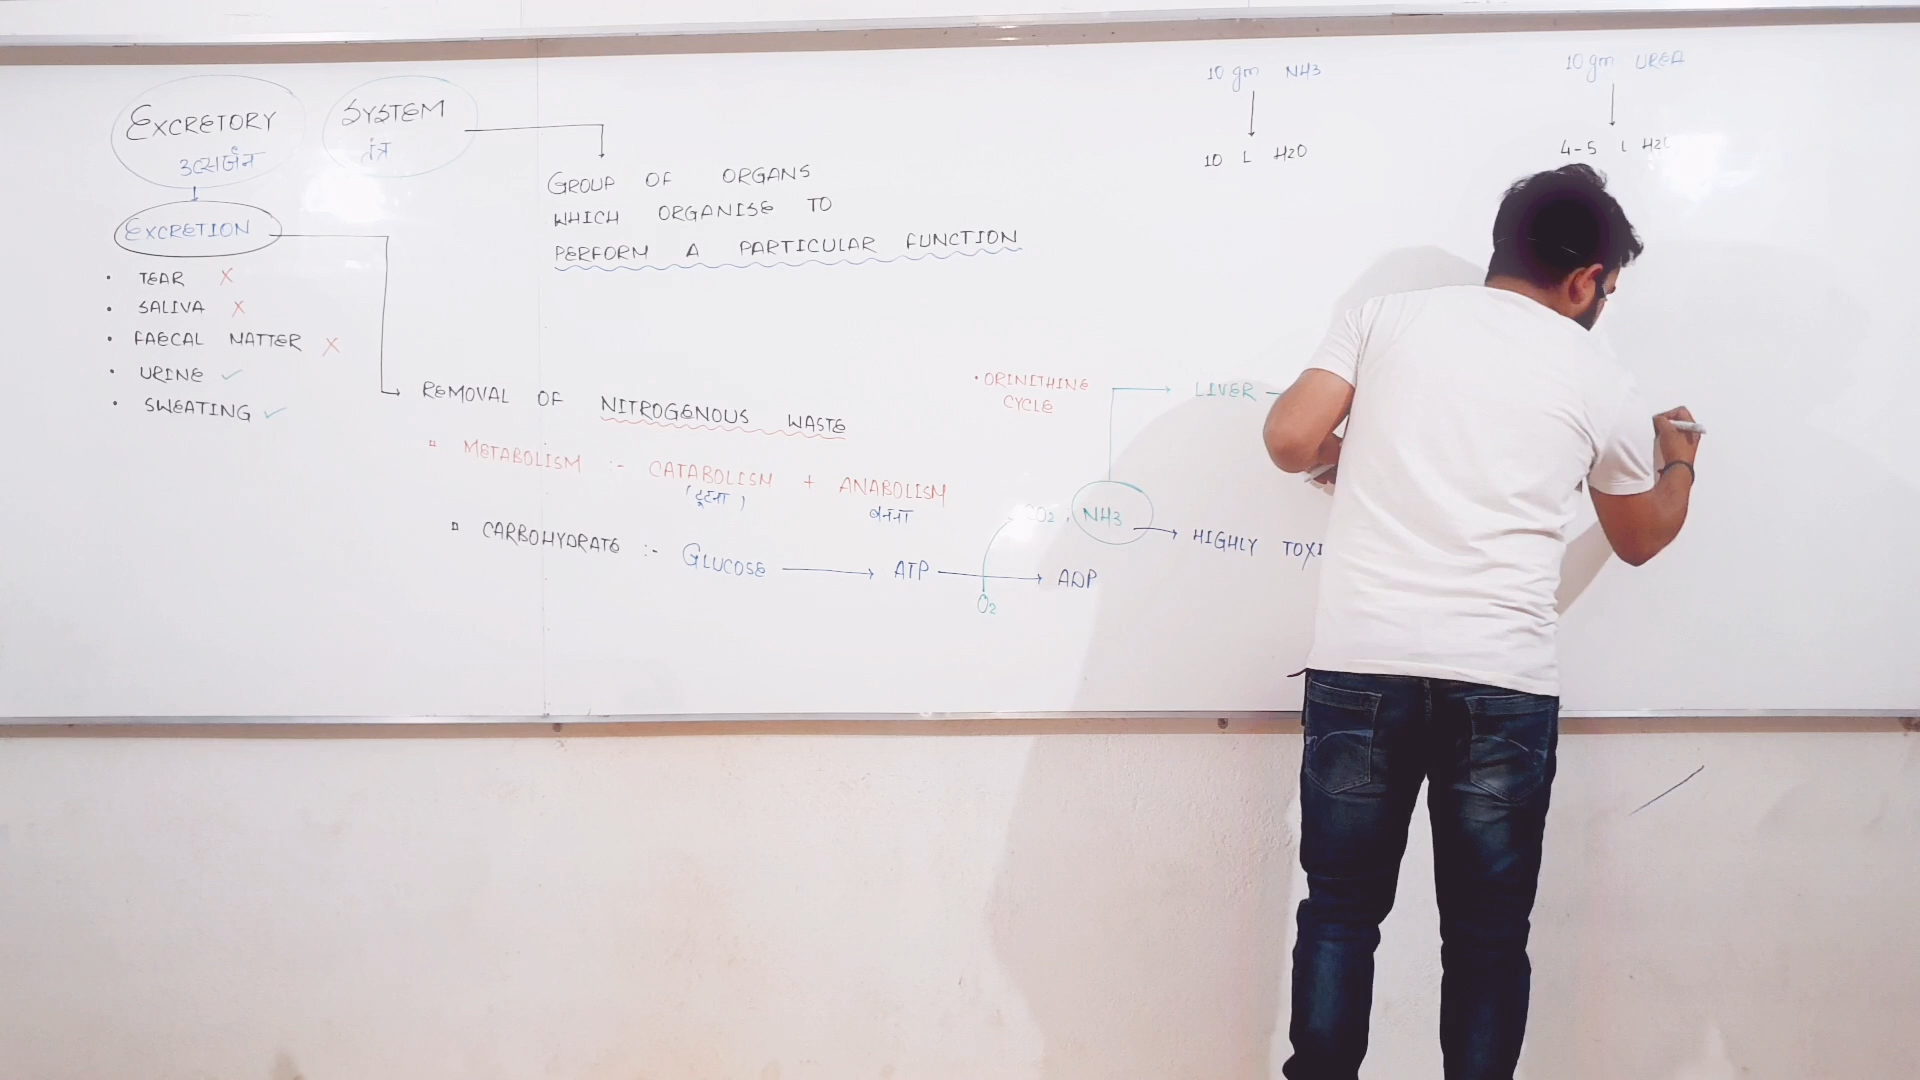 EXCRETORY
उत्सर्जन
SYSTEM
तंत्र
GROUP OF ORGANS
WHICH ORGANISE TO
PERFORM A PARTICULAR FUNCTION
EXCRETION
• TEAR X
• SALIVA X
• FAECAL MATTER X
• URINE ✓
• SWEATING ✓
REMOVAL OF NITROGENOUS WASTE
METABOLISM :- CATABOLISM + ANABOLISM
(टूटना)
बनना
CARBOHYDRATE :- GLUCOSE → ATP → ADP
O2
CO2, NH3
HIGHLY TOXI
• ORINITHINE
CYCLE
LIVER
10 gm NH3
10 L H2O
10 gm UREA
4-5 L H2O